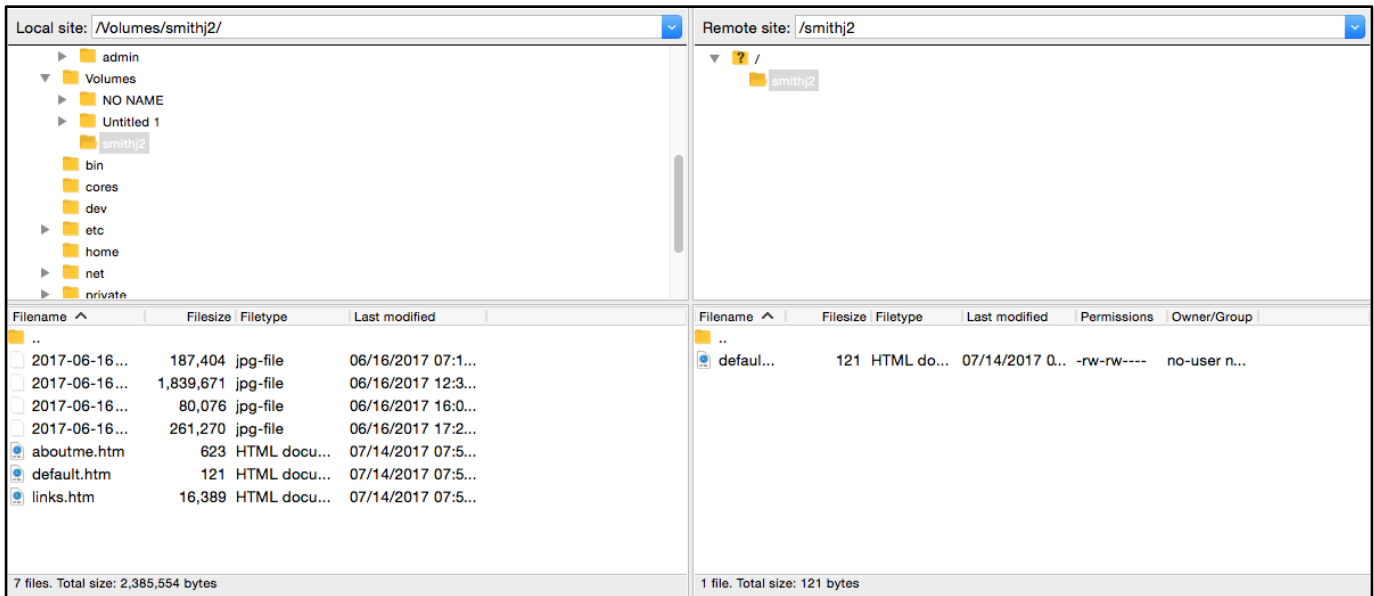 Local site: /Volumes/smithj2/
admin
Volumes
NO NAME
Untitled 1
smithj2
bin
cores
dev
etc
home
net
private
Filename Filesize Filetype Last modified
..
2017-06-16... 187,404 jpg-file 06/16/2017 07:1...
2017-06-16... 1,839,671 jpg-file 06/16/2017 12:3...
2017-06-16... 80,076 jpg-file 06/16/2017 16:0...
2017-06-16... 261,270 jpg-file 06/16/2017 17:2...
aboutme.htm 623 HTML docu... 07/14/2017 07:5...
default.htm 121 HTML docu... 07/14/2017 07:5...
links.htm 16,389 HTML docu... 07/14/2017 07:5...
7 files. Total size: 2,385,554 bytes
Remote site: /smithj2
? /
smithj2
Filename Filesize Filetype Last modified Permissions Owner/Group
..
defaul... 121 HTML do... 07/14/2017 0... -rw-rw---- no-user n...
1 file. Total size: 121 bytes